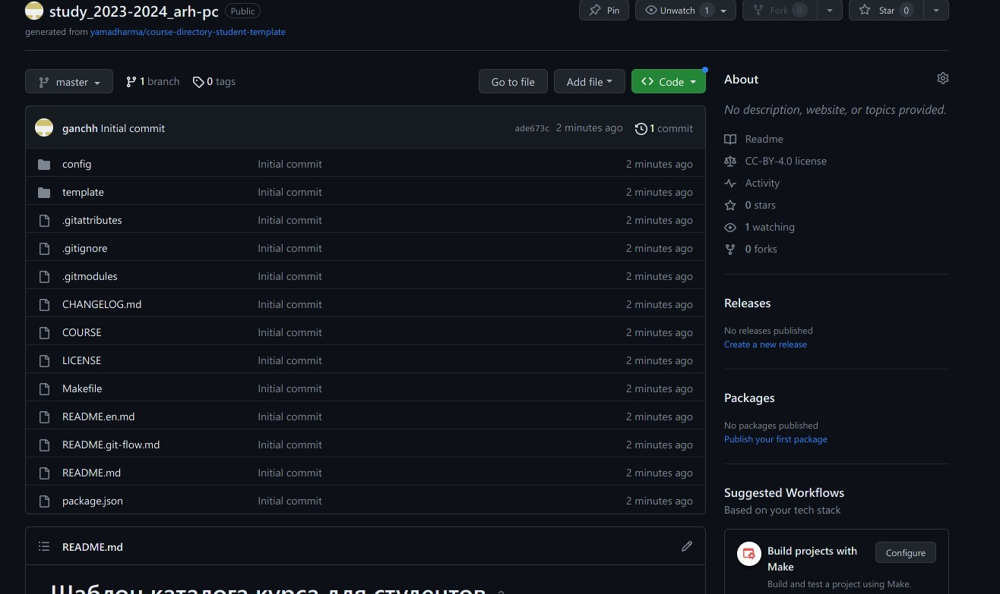 study_2023-2024_arh-pc Public Pin Unwatch 1 Fork 0 Star 0
generated from yamadharma/course-directory-student-template
master 1 branch 0 tags Go to file Add file Code
ganchh Initial commit ade673c 2 minutes ago 1 commit
config Initial commit 2 minutes ago
template Initial commit 2 minutes ago
.gitattributes Initial commit 2 minutes ago
.gitignore Initial commit 2 minutes ago
.gitmodules Initial commit 2 minutes ago
CHANGELOG.md Initial commit 2 minutes ago
COURSE Initial commit 2 minutes ago
LICENSE Initial commit 2 minutes ago
Makefile Initial commit 2 minutes ago
README.en.md Initial commit 2 minutes ago
README.git-flow.md Initial commit 2 minutes ago
README.md Initial commit 2 minutes ago
package.json Initial commit 2 minutes ago
README.md
Шаблон каталога курса для студентов
About
No description, website, or topics provided.
Readme
CC-BY-4.0 license
Activity
0 stars
1 watching
0 forks
Releases
No releases published
Create a new release
Packages
No packages published
Publish your first package
Suggested Workflows
Based on your tech stack
Build projects with Configure
Make
Build and test a project using Make.